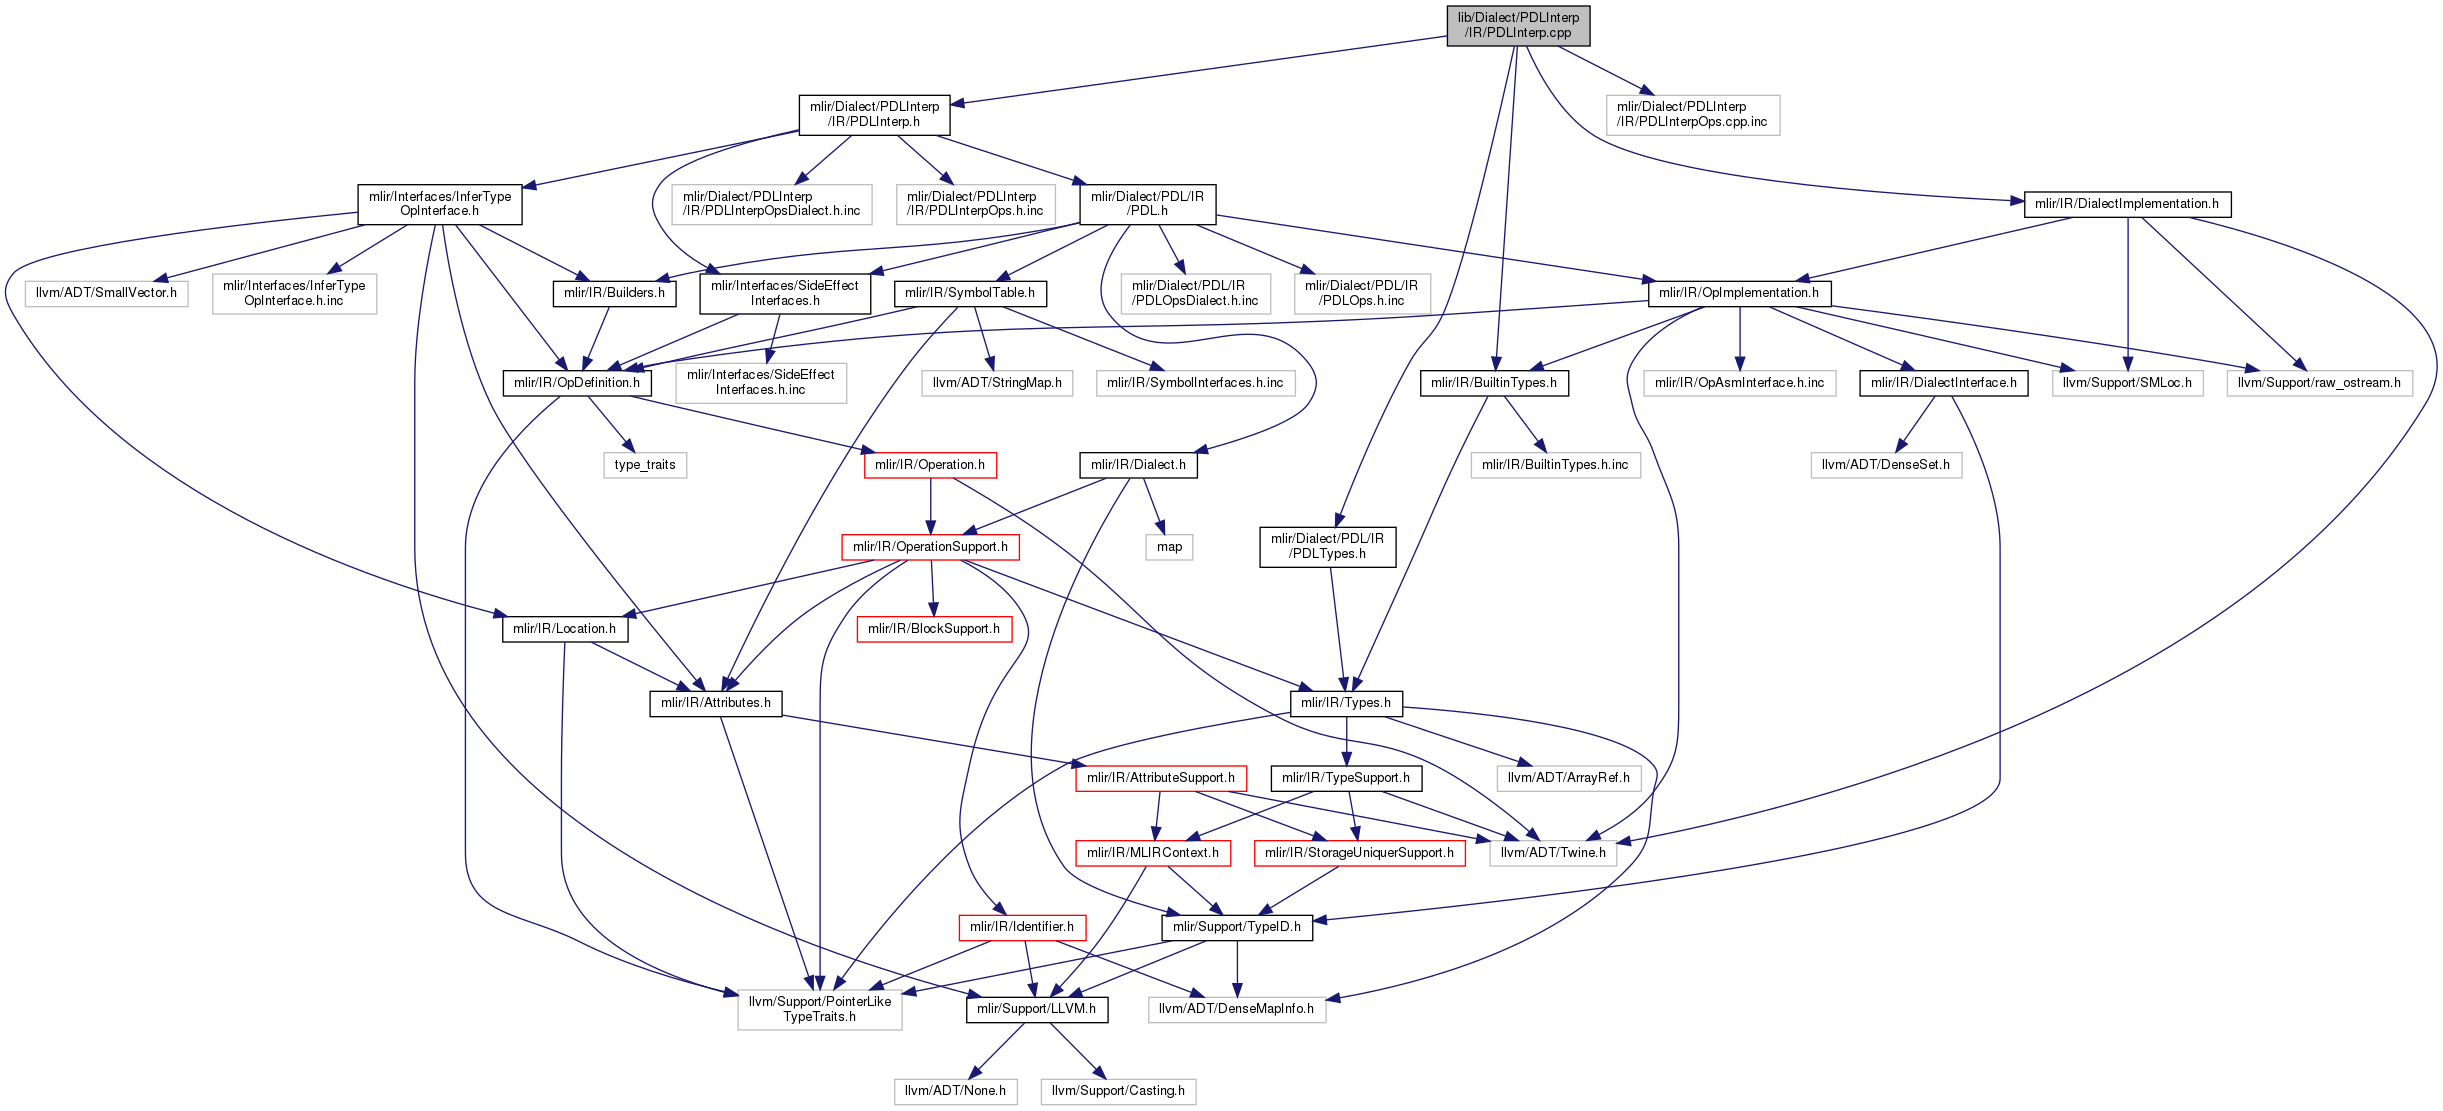 lib/Dialect/PDLInterp
/IR/PDLInterp.cpp
mlir/Dialect/PDLInterp
/IR/PDLInterp.h
mlir/Dialect/PDLInterp
/IR/PDLInterpOps.cpp.inc
mlir/Interfaces/InferType
OpInterface.h
mlir/Dialect/PDLInterp
/IR/PDLInterpOpsDialect.h.inc
mlir/Dialect/PDLInterp
/IR/PDLInterpOps.h.inc
mlir/Dialect/PDL/IR
/PDL.h
mlir/IR/DialectImplementation.h
llvm/ADT/SmallVector.h
mlir/Interfaces/InferType
OpInterface.h.inc
mlir/IR/Builders.h
mlir/Interfaces/SideEffect
Interfaces.h
mlir/IR/SymbolTable.h
mlir/Dialect/PDL/IR
/PDLOpsDialect.h.inc
mlir/Dialect/PDL/IR
/PDLOps.h.inc
mlir/IR/OpImplementation.h
mlir/IR/OpDefinition.h
mlir/Interfaces/SideEffect
Interfaces.h.inc
llvm/ADT/StringMap.h
mlir/IR/SymbolInterfaces.h.inc
mlir/IR/BuiltinTypes.h
mlir/IR/OpAsmInterface.h.inc
mlir/IR/DialectInterface.h
llvm/Support/SMLoc.h
llvm/Support/raw_ostream.h
type_traits
mlir/IR/Operation.h
mlir/IR/Dialect.h
mlir/IR/BuiltinTypes.h.inc
llvm/ADT/DenseSet.h
mlir/IR/OperationSupport.h
map
mlir/Dialect/PDL/IR
/PDLTypes.h
mlir/IR/Location.h
mlir/IR/BlockSupport.h
mlir/IR/Attributes.h
mlir/IR/Types.h
mlir/IR/AttributeSupport.h
mlir/IR/TypeSupport.h
llvm/ADT/ArrayRef.h
mlir/IR/MLIRContext.h
mlir/IR/StorageUniquerSupport.h
llvm/ADT/Twine.h
mlir/IR/Identifier.h
mlir/Support/TypeID.h
llvm/Support/PointerLike
TypeTraits.h
mlir/Support/LLVM.h
llvm/ADT/DenseMapInfo.h
llvm/ADT/None.h
llvm/Support/Casting.h